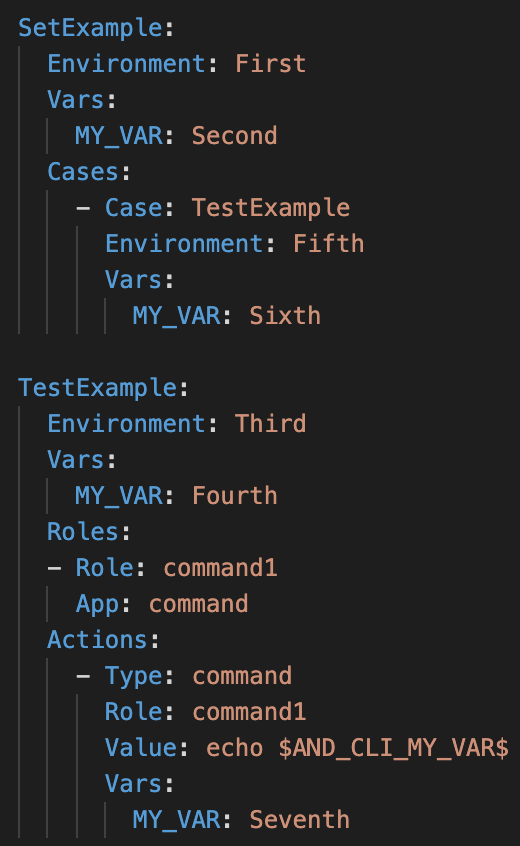 SetExample:
  Environment: First
  Vars:
    MY_VAR: Second
  Cases:
    - Case: TestExample
      Environment: Fifth
      Vars:
        MY_VAR: Sixth

TestExample:
  Environment: Third
  Vars:
    MY_VAR: Fourth
  Roles:
  - Role: command1
    App: command
  Actions:
    - Type: command
      Role: command1
      Value: echo $AND_CLI_MY_VAR$
      Vars:
        MY_VAR: Seventh